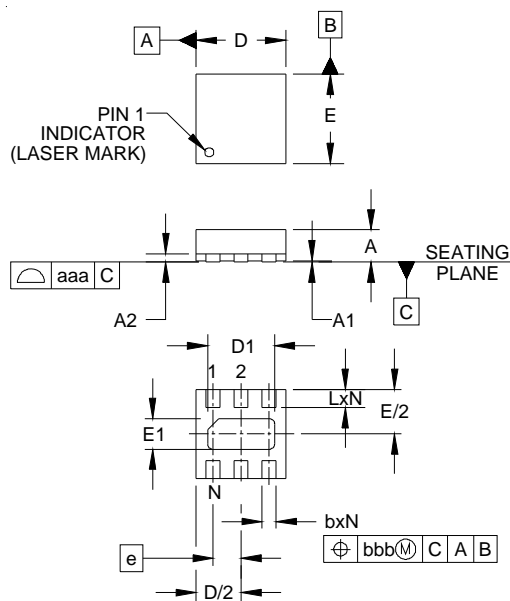 A
D
B
PIN 1
INDICATOR
(LASER MARK)
E
A
SEATING
PLANE
aaa C
C
A2
A1
D1
1 2
LxN
E/2
E1
N
bxN
e
bbb Ⓜ C A B
D/2